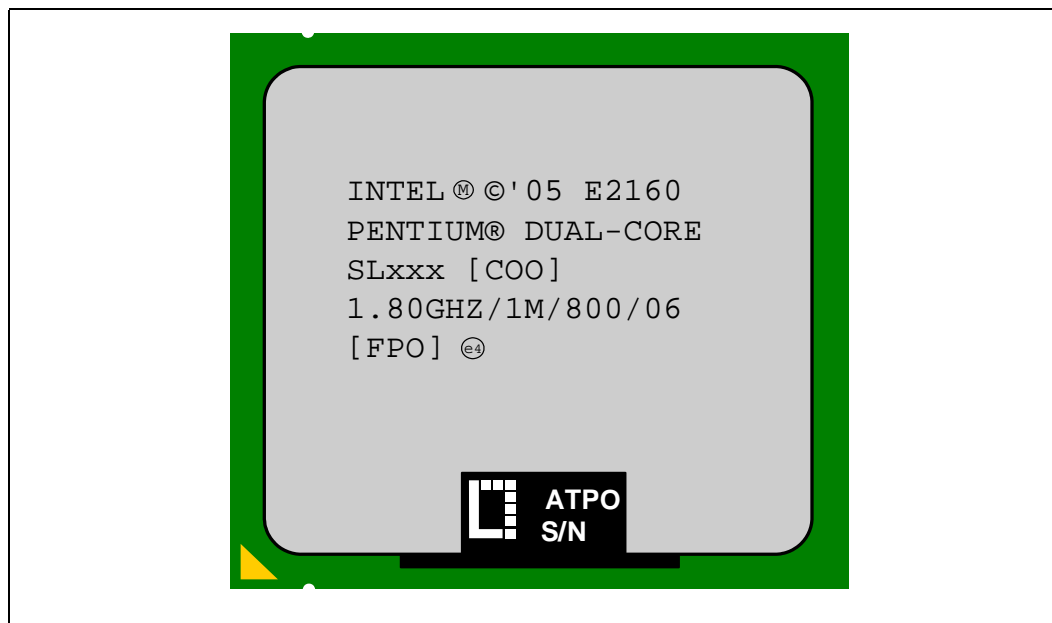 INTEL Ⓜ ©'05 E2160
PENTIUM® DUAL-CORE
SLxxx [COO]
1.80GHZ/1M/800/06
[FPO] ⓔ4
ATPO
S/N